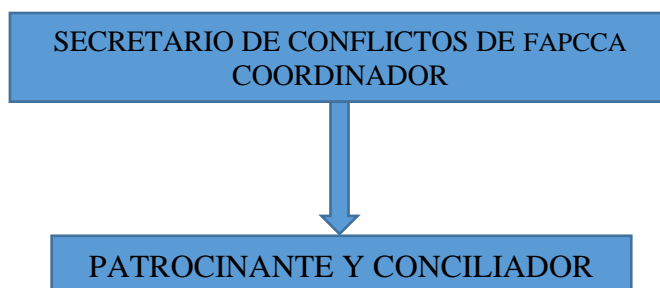 SECRETARIO DE CONFLICTOS DE FAPCCA
COORDINADOR
PATROCINANTE Y CONCILIADOR